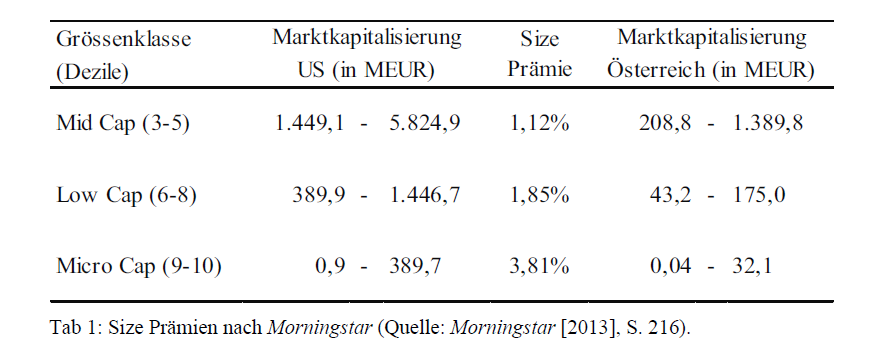 Grössenklasse (Dezile) Marktkapitalisierung US (in MEUR) Size Prämie Marktkapitalisierung Österreich (in MEUR)
Mid Cap (3-5) 1.449,1 - 5.824,9 1,12% 208,8 - 1.389,8
Low Cap (6-8) 389,9 - 1.446,7 1,85% 43,2 - 175,0
Micro Cap (9-10) 0,9 - 389,7 3,81% 0,04 - 32,1
Tab 1: Size Prämien nach Morningstar (Quelle: Morningstar [2013], S. 216).